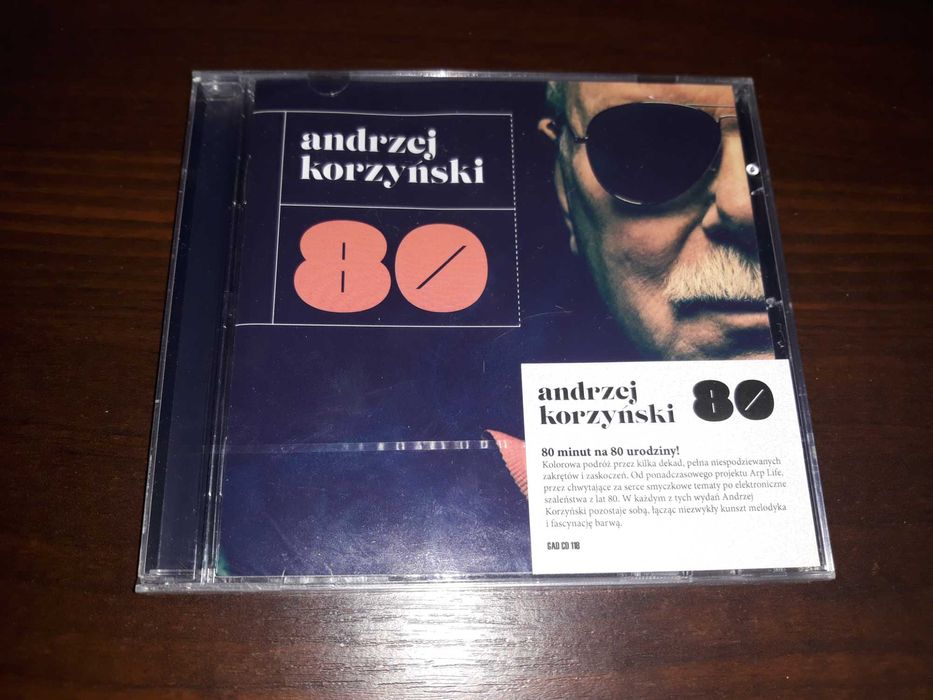 andrzej
korzyński
80
andrzej
korzyński
80
80 minut na 80 urodziny!
Kolorowa podróż przez kilka dekad, pełna niespodziewanych
zakrętów i zaskoczeń. Od ponadczasowego projektu Arp Life,
przez chwytające za serce smyczkowe tematy po elektroniczne
szaleństwa z lat 80. W każdym z tych wydań Andrzej
Korzyński pozostaje sobą, łącząc niezwykły kunszt melodyka
i fascynację barwą.
GAD CD 118